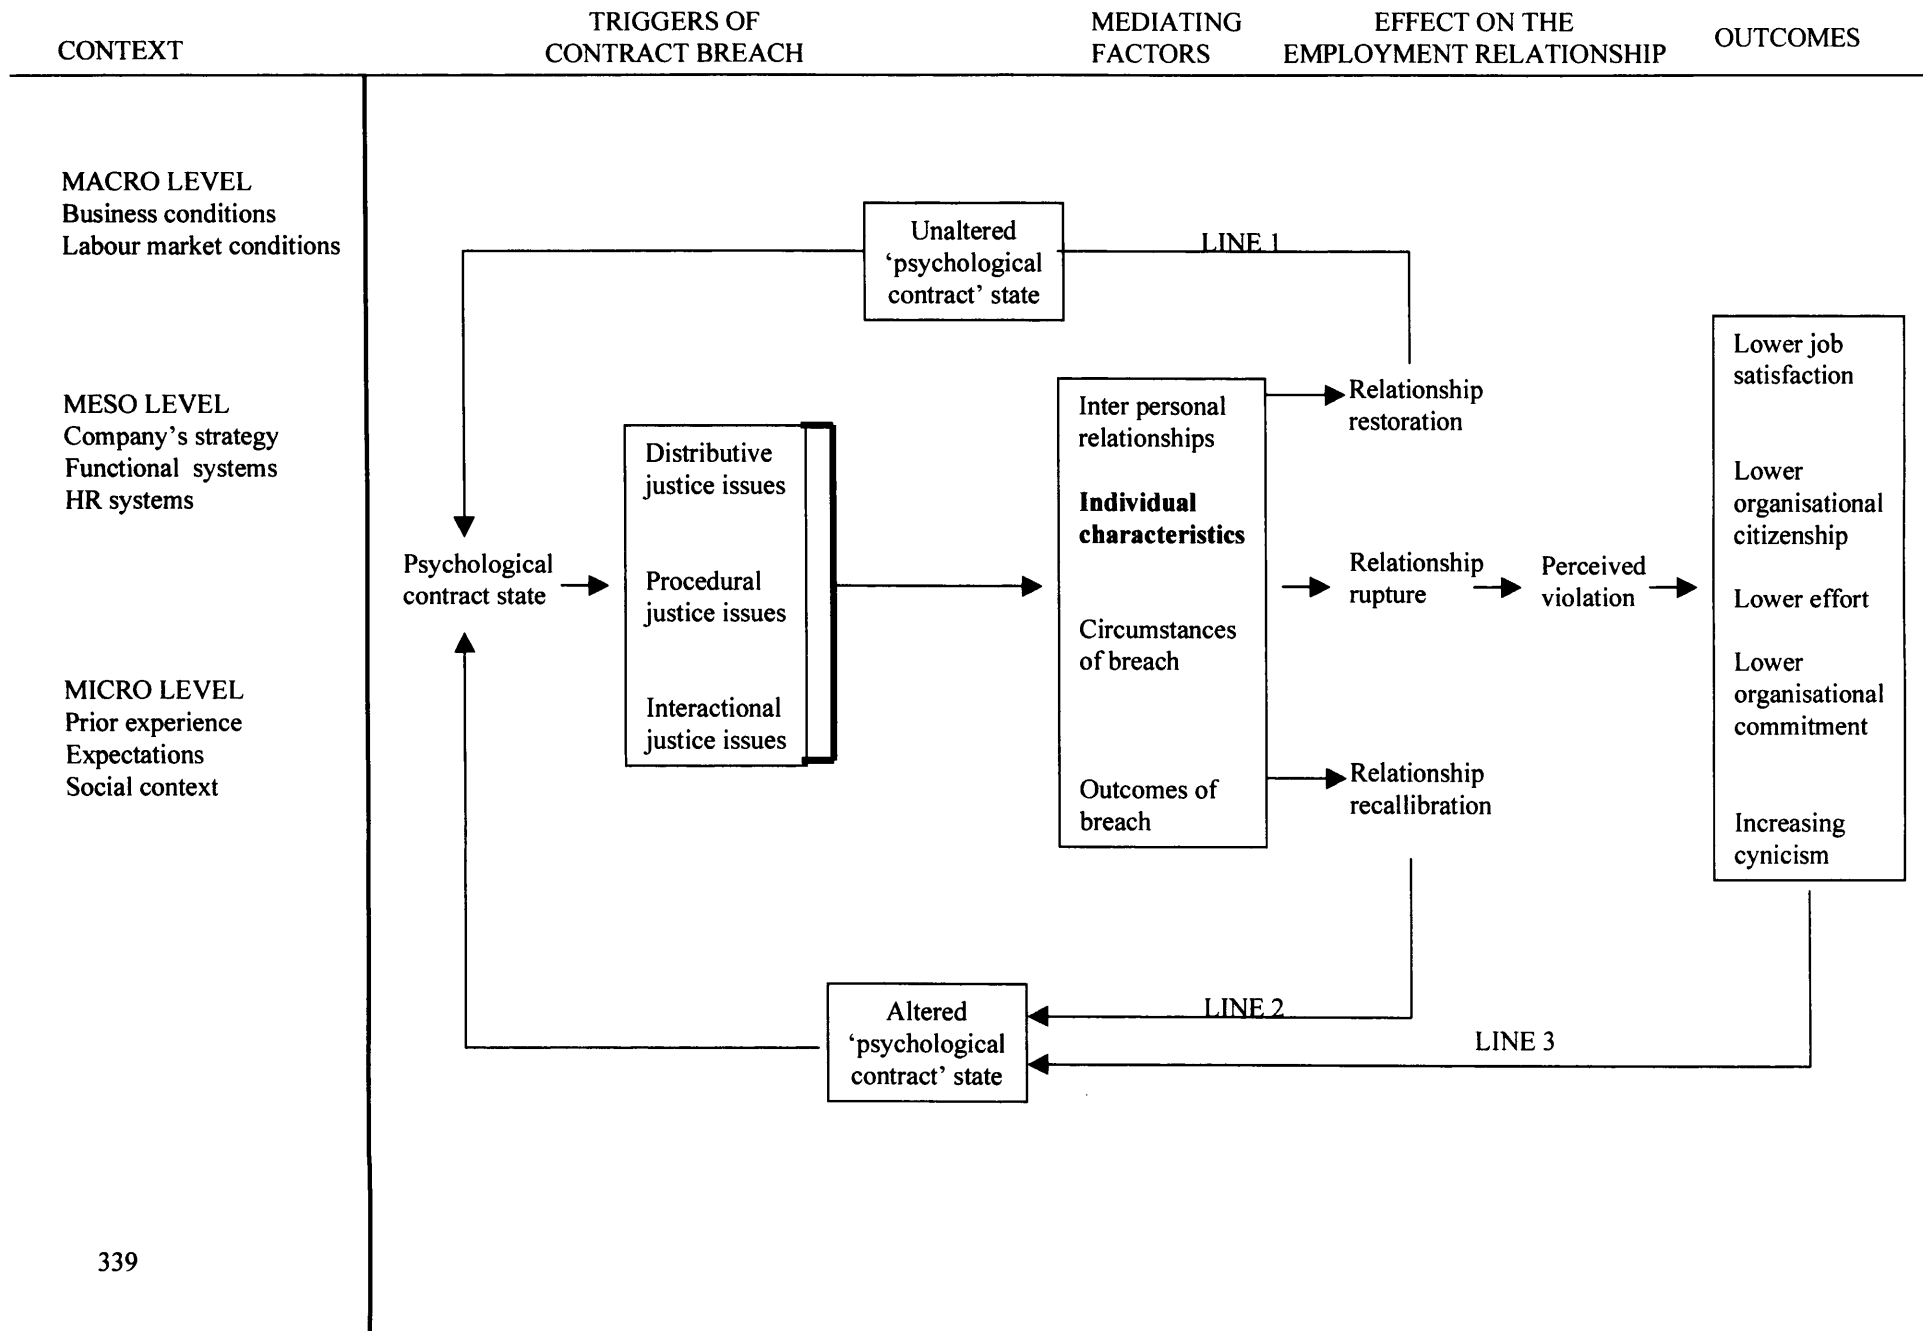 CONTEXT
TRIGGERS OF
CONTRACT BREACH
MEDIATING
FACTORS
EFFECT ON THE
EMPLOYMENT RELATIONSHIP
OUTCOMES
MACRO LEVEL
Business conditions
Labour market conditions
MESO LEVEL
Company's strategy
Functional systems
HR systems
MICRO LEVEL
Prior experience
Expectations
Social context
Unaltered
‘psychological
contract’ state
LINE 1
Psychological
contract state
Distributive
justice issues
Procedural
justice issues
Interactional
justice issues
Inter personal
relationships
Individual
characteristics
Circumstances
of breach
Outcomes of
breach
Relationship
restoration
Relationship
rupture
Perceived
violation
Relationship
recallibration
Lower job
satisfaction
Lower
organisational
citizenship
Lower effort
Lower
organisational
commitment
Increasing
cynicism
Altered
‘psychological
contract’ state
LINE 2
LINE 3
339